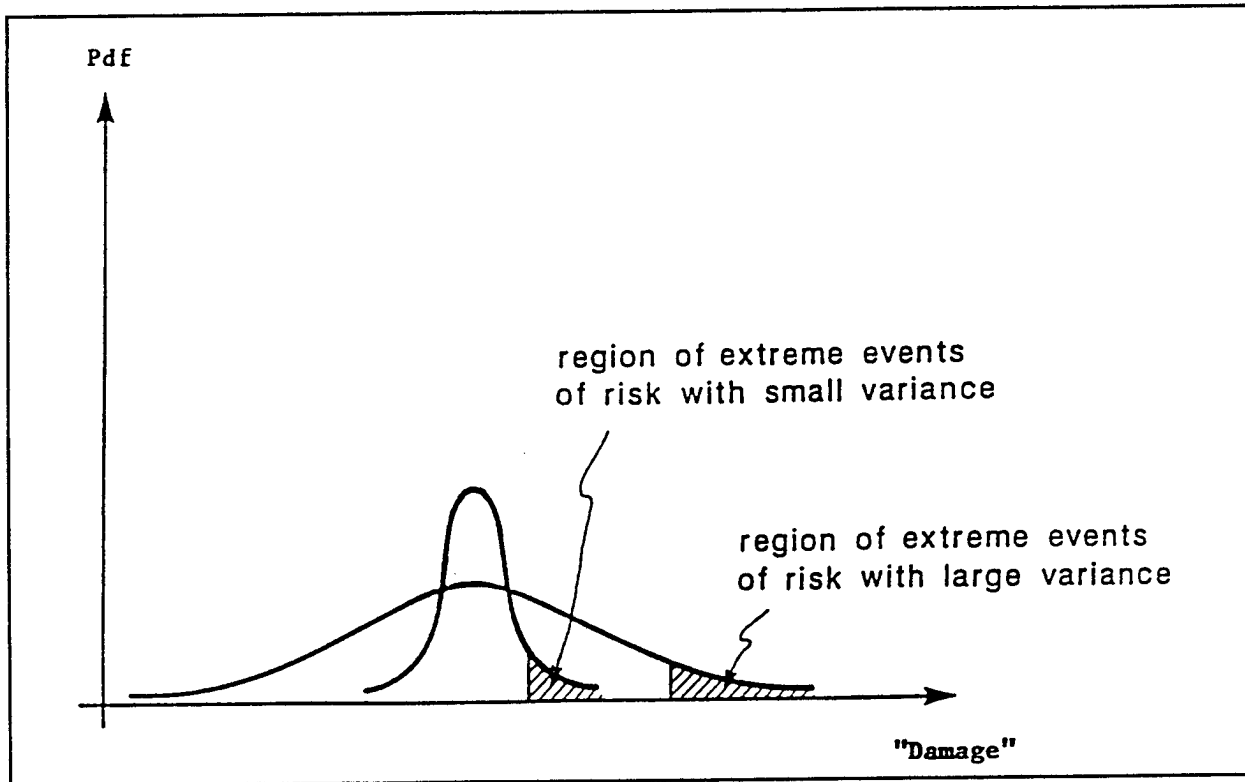 Pdf
region of extreme events
of risk with small variance
region of extreme events
of risk with large variance
"Damage"